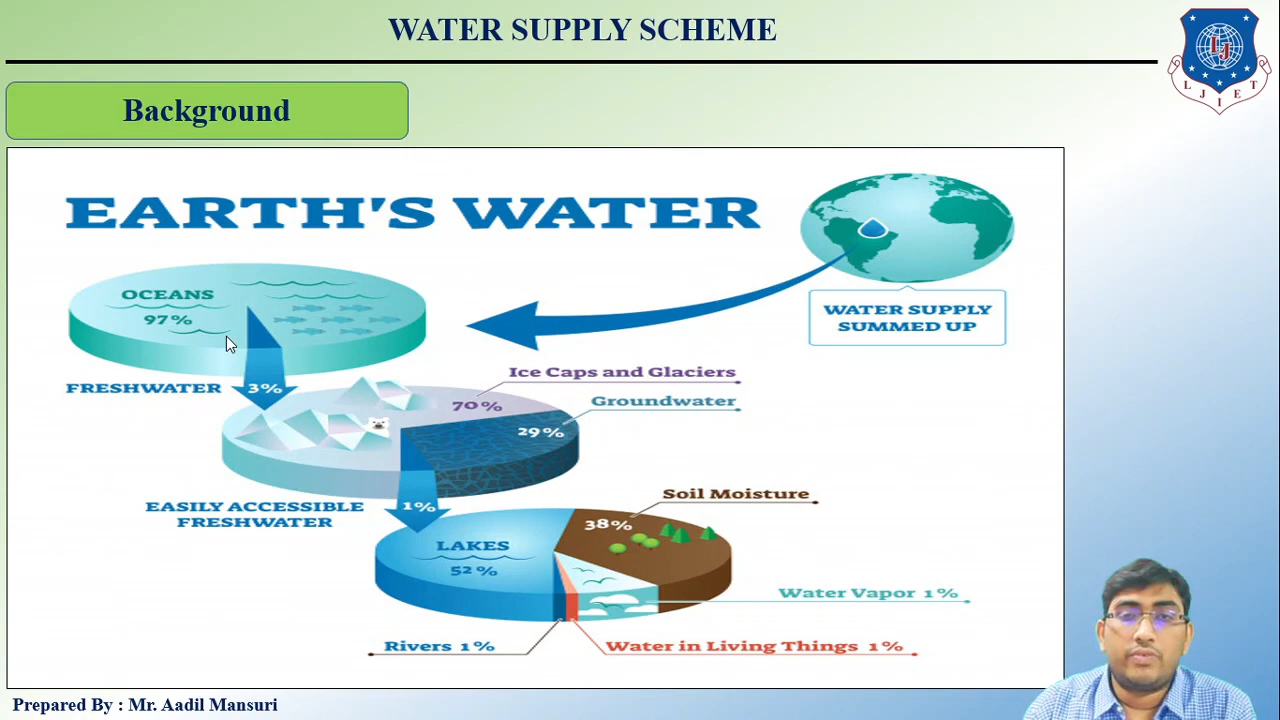 WATER SUPPLY SCHEME
L J I E T
LJ
Background
EARTH'S WATER
OCEANS
97%
WATER SUPPLY
SUMMED UP
FRESHWATER
3%
Ice Caps and Glaciers
70%
Groundwater
29%
EASILY ACCESSIBLE
FRESHWATER
1%
Soil Moisture
38%
LAKES
52%
Water Vapor 1%
Rivers 1%
Water in Living Things 1%
Prepared By : Mr. Aadil Mansuri